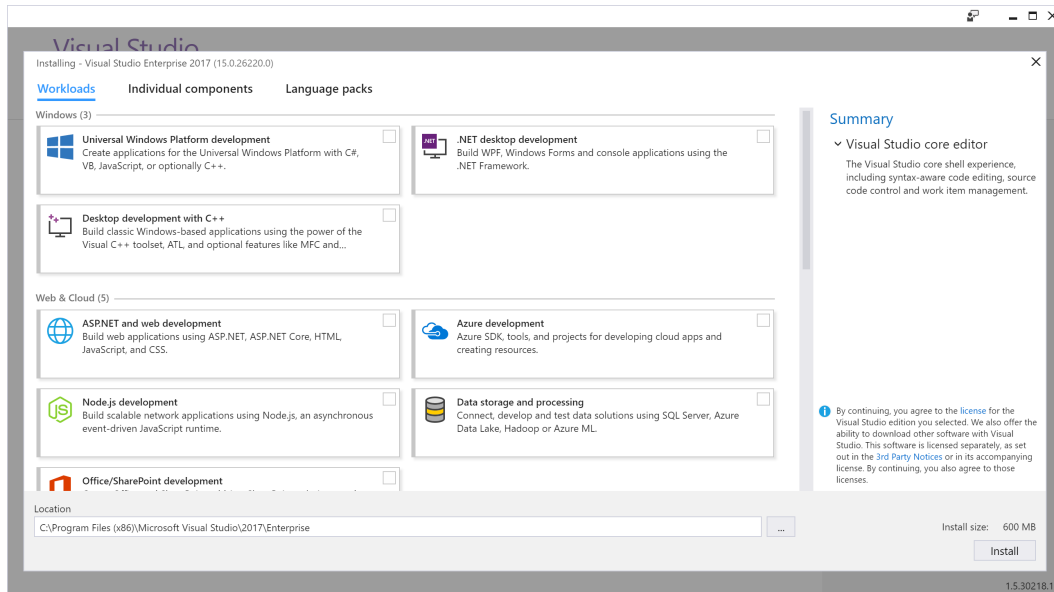 Visual Studio
Installing - Visual Studio Enterprise 2017 (15.0.26220.0)
Workloads
Individual components
Language packs
Windows (3)
Universal Windows Platform development
Create applications for the Universal Windows Platform with C#,
VB, JavaScript, or optionally C++.
.NET
.NET desktop development
Build WPF, Windows Forms and console applications using the
.NET Framework.
Desktop development with C++
Build classic Windows-based applications using the power of the
Visual C++ toolset, ATL, and optional features like MFC and...
Web & Cloud (5)
ASP.NET and web development
Build web applications using ASP.NET, ASP.NET Core, HTML,
JavaScript, and CSS.
Azure development
Azure SDK, tools, and projects for developing cloud apps and
creating resources.
JS
Node.js development
Build scalable network applications using Node.js, an asynchronous
event-driven JavaScript runtime.
Data storage and processing
Connect, develop and test data solutions using SQL Server, Azure
Data Lake, Hadoop or Azure ML.
Office/SharePoint development
Summary
Visual Studio core editor
The Visual Studio core shell experience,
including syntax-aware code editing, source
code control and work item management.
By continuing, you agree to the license for the
Visual Studio edition you selected. We also offer the
ability to download other software with Visual
Studio. This software is licensed separately, as set
out in the 3rd Party Notices or in its accompanying
license. By continuing, you also agree to those
licenses.
Location
C:\Program Files (x86)\Microsoft Visual Studio\2017\Enterprise
...
Install size: 600 MB
Install
1.5.30218.1